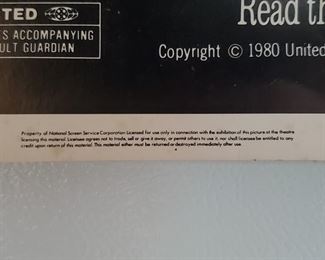 TED
Read th
ES ACCOMPANYING
ULT GUARDIAN
Copyright © 1980 United
Property of National Screen Service Corporation Licensed for use only in connection with the exhibition of this picture at the theatre
licensing this material. Licensee agrees not to trade, sell or give it away, or permit others to use it, nor shall licensee be entitled to any
credit upon return of this material. This material either must be returned or destroyed immediately after use